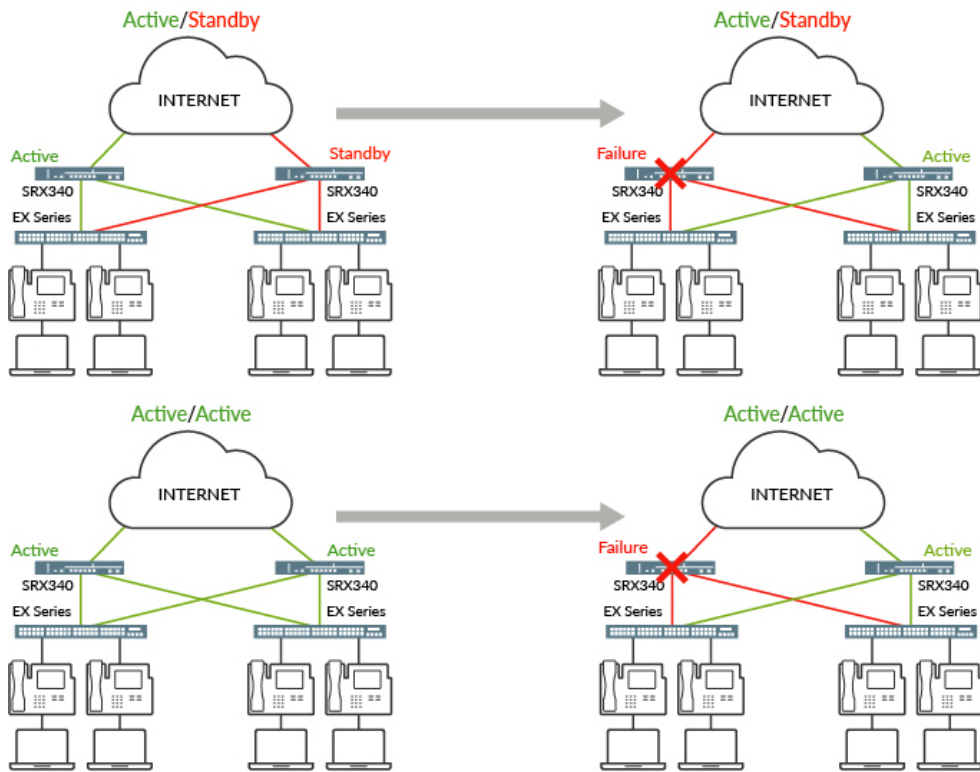 Active/Standby
INTERNET
Active
Standby
SRX340
SRX340
EX Series
EX Series
Active/Standby
INTERNET
Failure
Active
SRX340
SRX340
EX Series
EX Series
Active/Active
INTERNET
Active
Active
SRX340
SRX340
EX Series
EX Series
Active/Active
INTERNET
Failure
Active
SRX340
SRX340
EX Series
EX Series